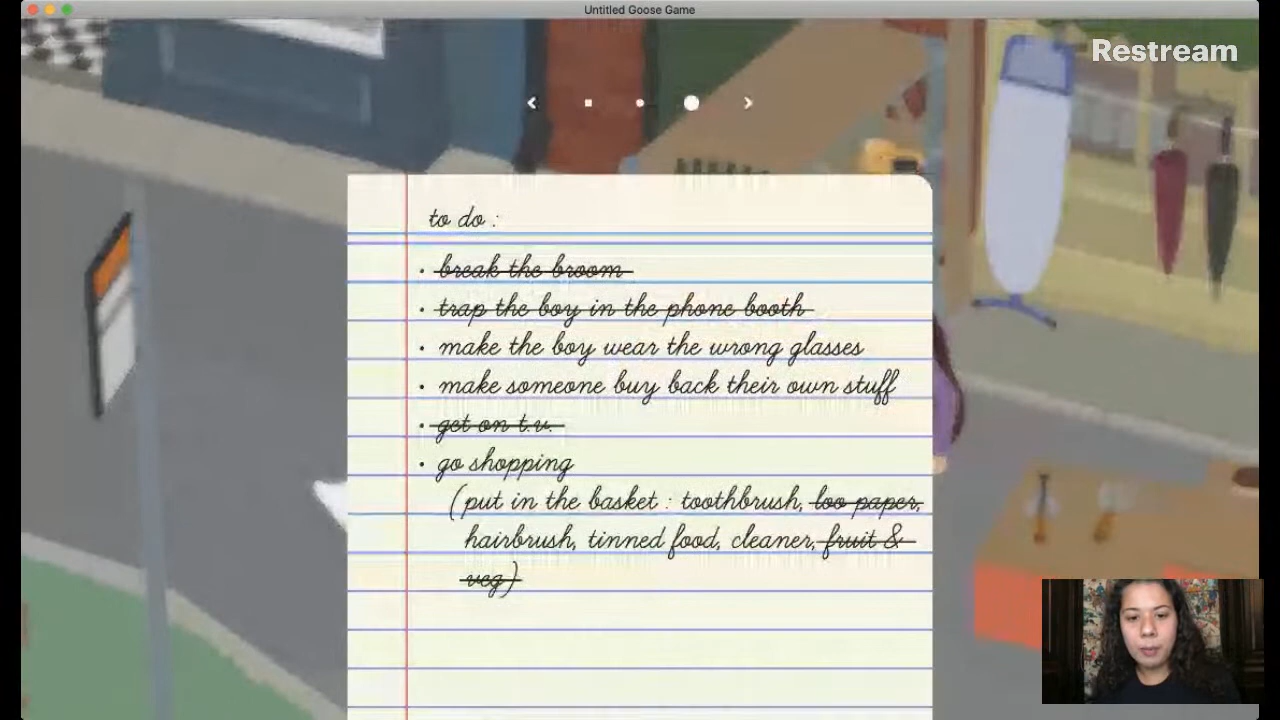 Untitled Goose Game
Restream
to do :
• break the broom
• trap the boy in the phone booth
• make the boy wear the wrong glasses
• make someone buy back their own stuff
• get on t.v.
• go shopping
(put in the basket : toothbrush, loo paper,
hairbrush, tinned food, cleaner, fruit &
veg)